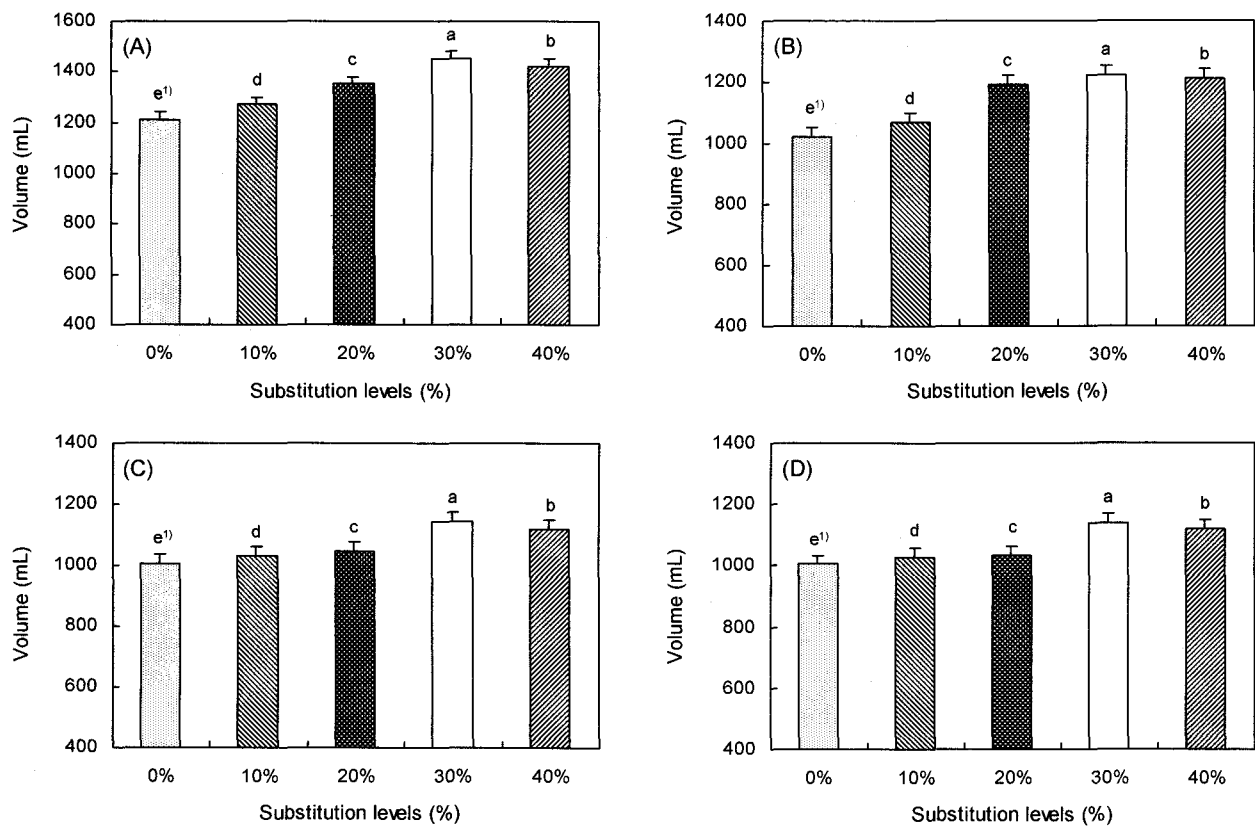 (A)
Volume (mL)
1600
1400
1200
1000
800
600
400
e¹⁾
d
c
a
b
0%
10%
20%
30%
40%
Substitution levels (%)
(B)
Volume (mL)
1400
1200
1000
800
600
400
e¹⁾
d
c
a
b
0%
10%
20%
30%
40%
Substitution levels (%)
(C)
Volume (mL)
1400
1200
1000
800
600
400
e¹⁾
d
c
a
b
0%
10%
20%
30%
40%
Substitution levels (%)
(D)
Volume (mL)
1400
1200
1000
800
600
400
e¹⁾
d
c
a
b
0%
10%
20%
30%
40%
Substitution levels (%)